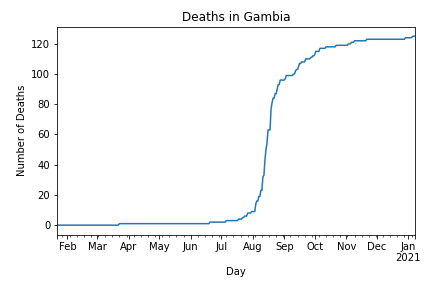 Deaths in Gambia
Number of Deaths
120
100
80
60
40
20
0
Feb Mar Apr May Jun Jul Aug Sep Oct Nov Dec Jan
2021
Day